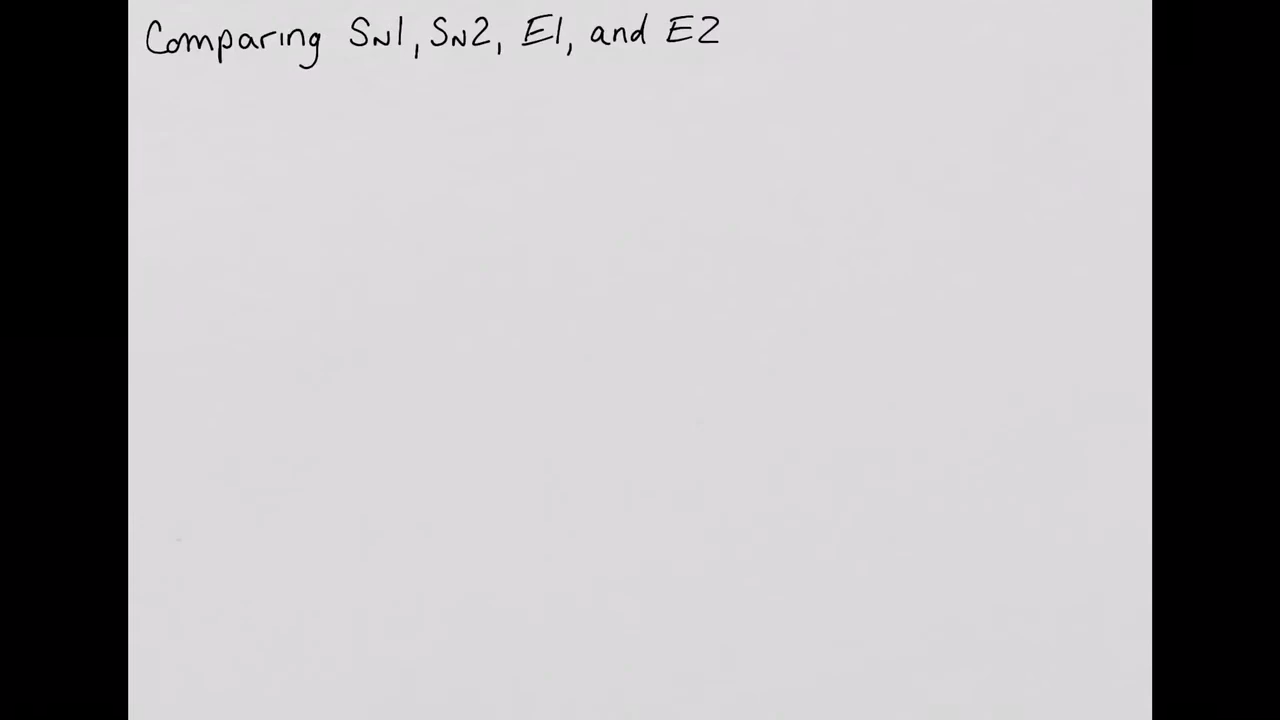 Comparing SN1, SN2, E1, and E2